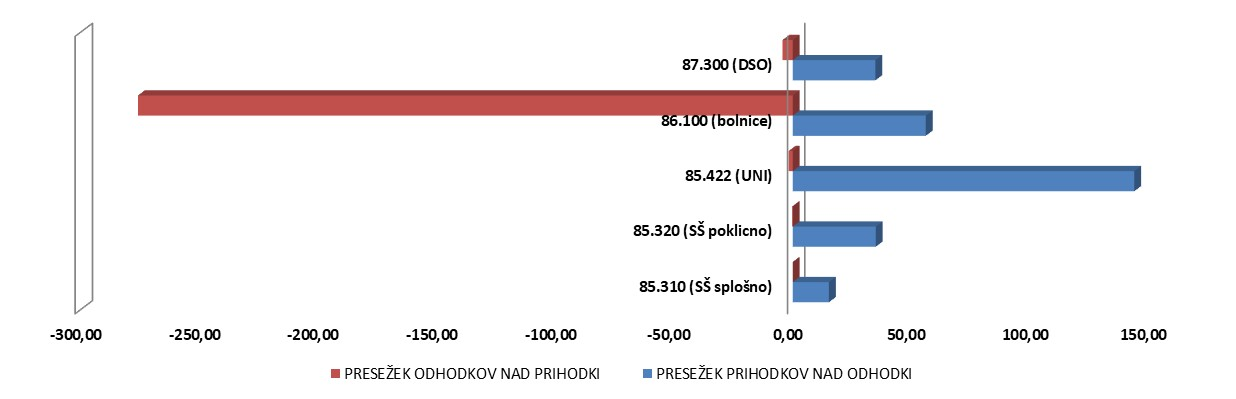 87.300 (DSO)
86.100 (bolnice)
85.422 (UNI)
85.320 (SŠ poklicno)
85.310 (SŠ splošno)
-300,00 -250,00 -200,00 -150,00 -100,00 -50,00 0,00 50,00 100,00 150,00
PRESEŽEK ODHODKOV NAD PRIHODKI PRESEŽEK PRIHODKOV NAD ODHODKI